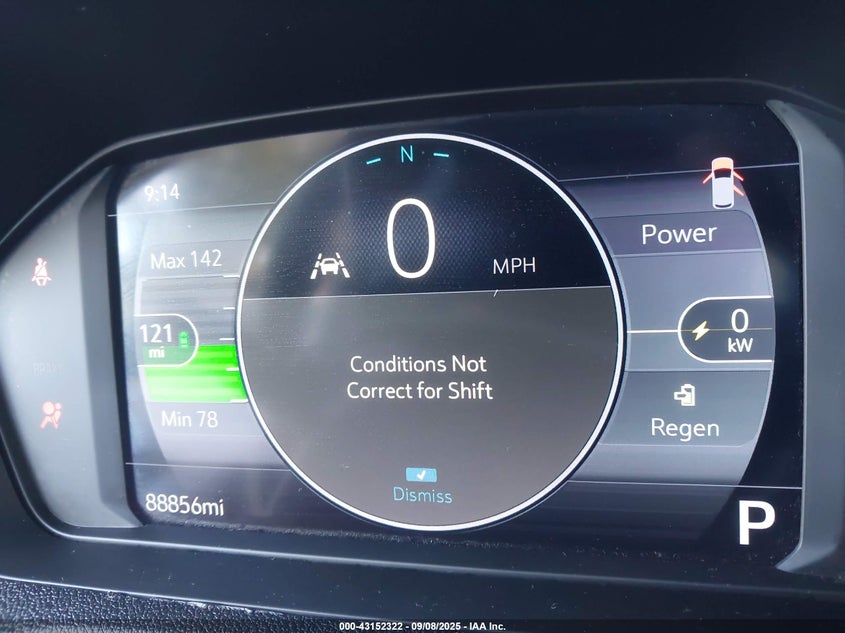 N
9:14
0
MPH
Power
Max 142
121
mi
0
kW
Conditions Not
Correct for Shift
BRAKE
Min 78
Regen
Dismiss
88856mi
P
000-43152322 - 09/08/2025 - IAA Inc.